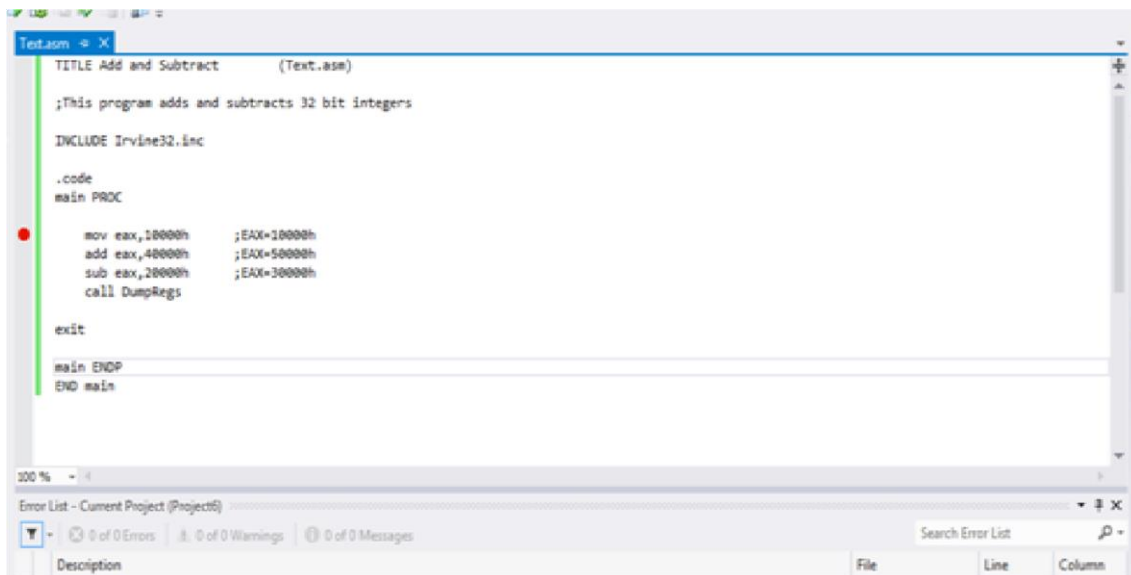 Text.asm
TITLE Add and Subtract (Text.asm)
;This program adds and subtracts 32 bit integers
INCLUDE Irvine32.inc
.code
main PROC
mov eax,10000h ;EAX=10000h
add eax,40000h ;EAX=50000h
sub eax,20000h ;EAX=30000h
call DumpRegs
exit
main ENDP
END main
100 %
Error List - Current Project (Project6)
0 of 0 Errors 0 of 0 Warnings 0 of 0 Messages Search Error List
Description File Line Column